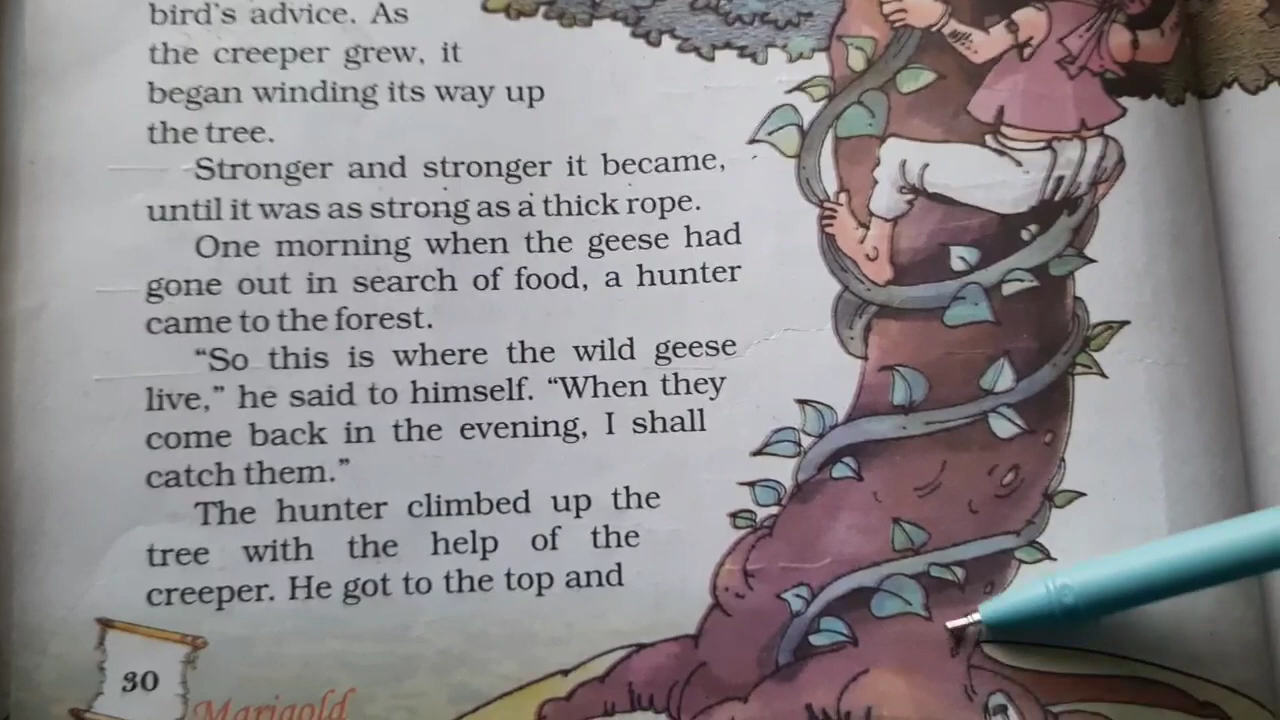 bird's advice. As
the creeper grew, it
began winding its way up
the tree.
Stronger and stronger it became,
until it was as strong as a thick rope.
One morning when the geese had
gone out in search of food, a hunter
came to the forest.
“So this is where the wild geese
live,” he said to himself. “When they
come back in the evening, I shall
catch them.”
The hunter climbed up the
tree with the help of the
creeper. He got to the top and
30
Marigold